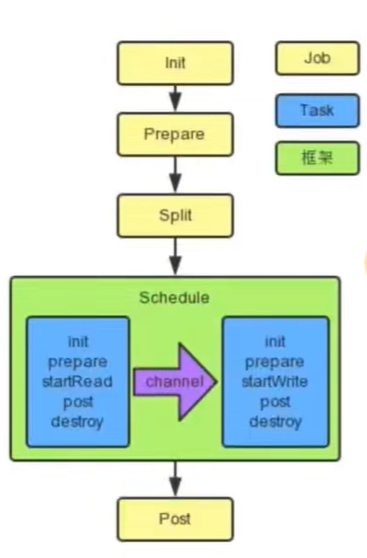 Init
Job
Prepare
Task
框架
Split
Schedule
init
prepare
startRead
post
destroy
channel
init
prepare
startWrite
post
destroy
Post